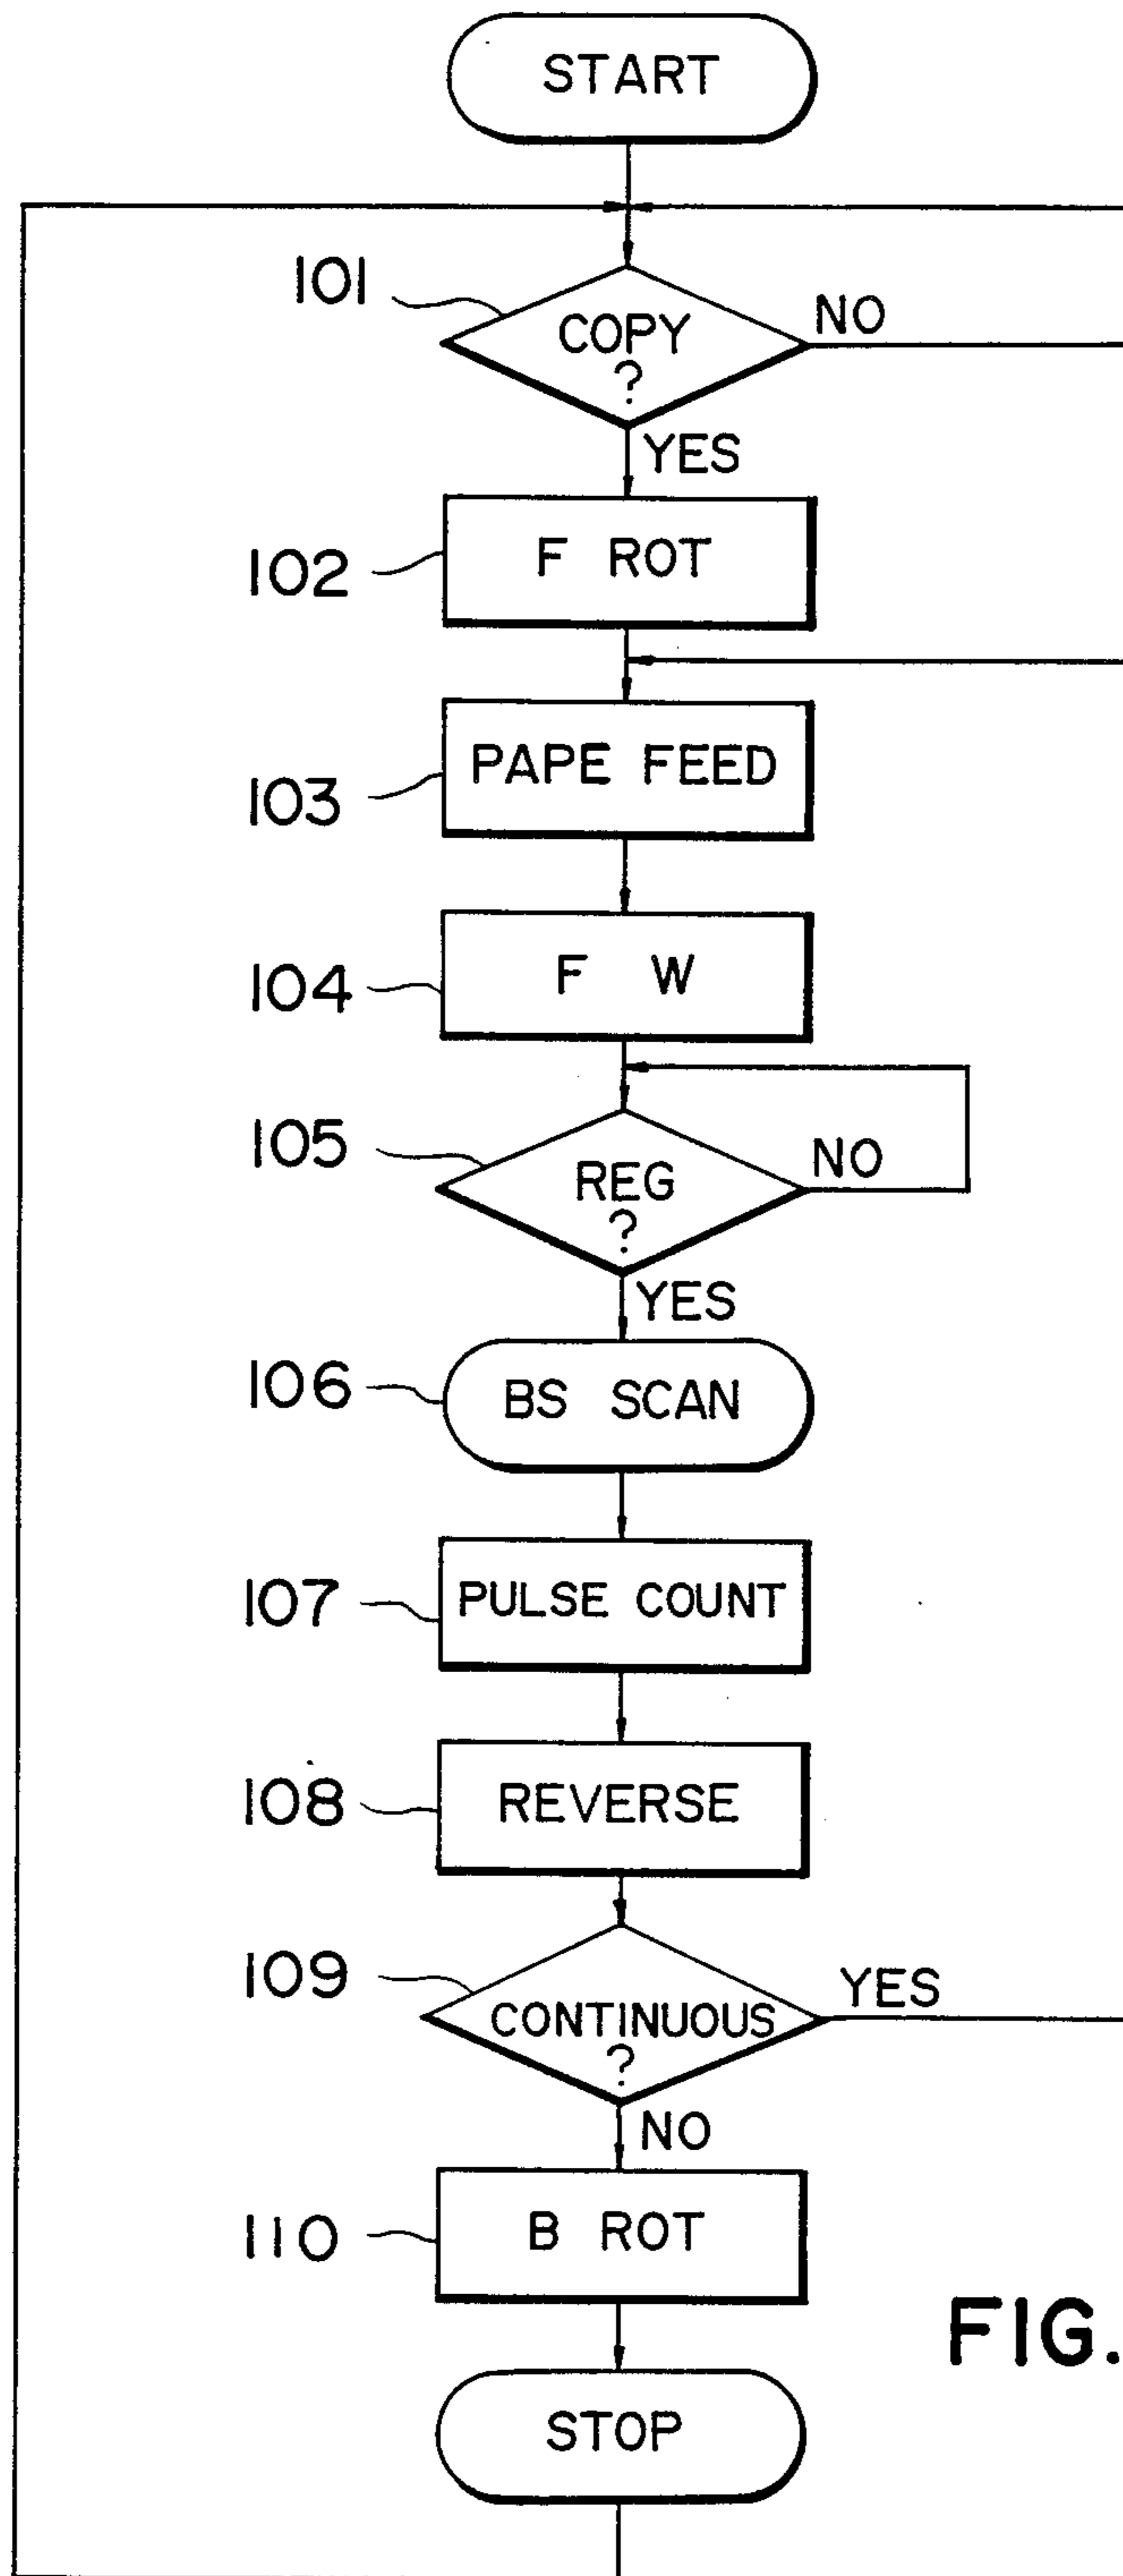 START
101
COPY
?
NO
YES
102
F ROT
103
PAPE FEED
104
F W
105
REG
?
NO
YES
106
BS SCAN
107
PULSE COUNT
108
REVERSE
109
CONTINUOUS
?
YES
NO
110
B ROT
FIG.
STOP